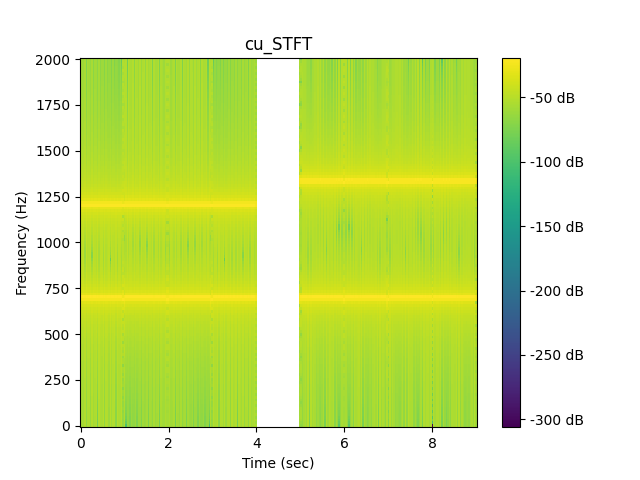 cu_STFT
2000
1750
1500
1250
1000
750
500
250
0
Frequency (Hz)
0 2 4 6 8
Time (sec)
-50 dB
-100 dB
-150 dB
-200 dB
-250 dB
-300 dB